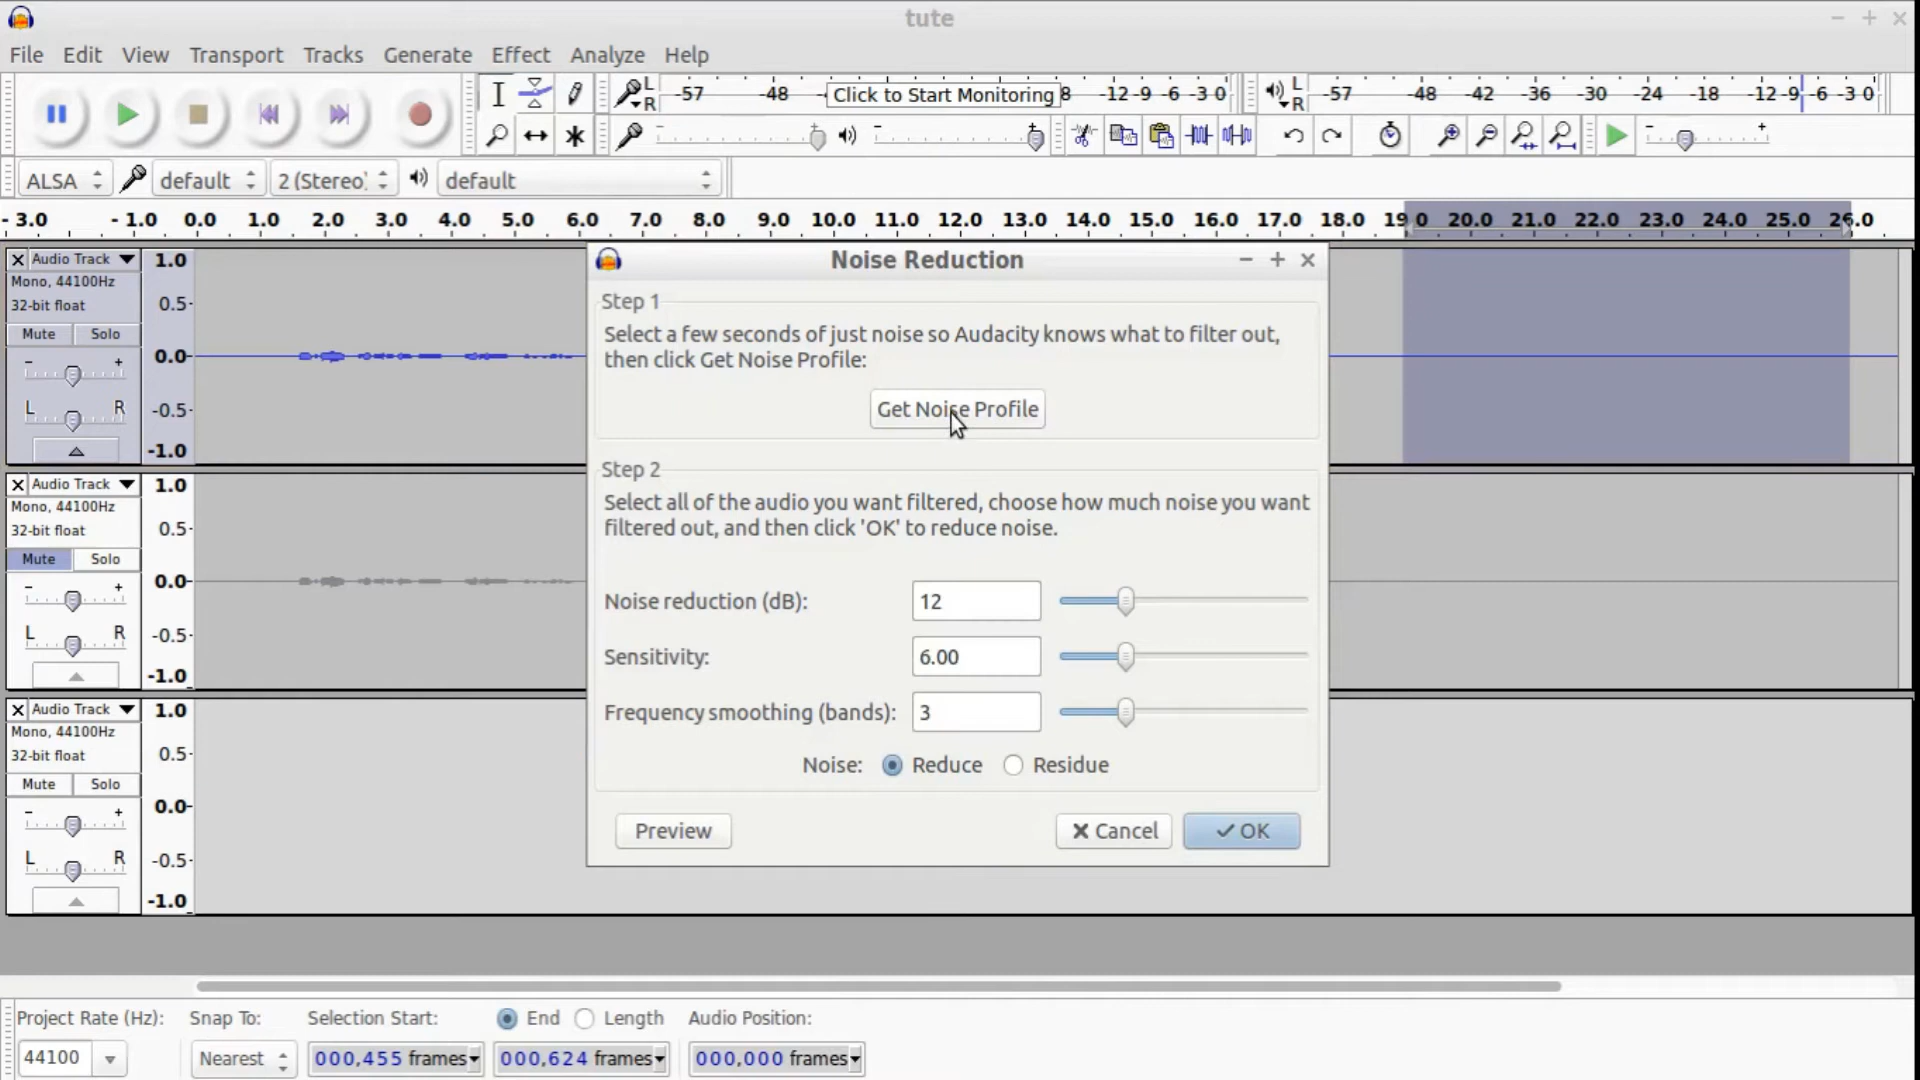 tute
File Edit View Transport Tracks Generate Effect Analyze Help
L R -57 -48 Click to Start Monitoring 8 -12 -9 -6 -3 0 L R -57 -48 -42 -36 -30 -24 -18 -12 -9 -6 -3 0
ALSA default 2 (Stereo) default
- 3.0 - 1.0 0.0 1.0 2.0 3.0 4.0 5.0 6.0 7.0 8.0 9.0 10.0 11.0 12.0 13.0 14.0 15.0 16.0 17.0 18.0 19.0 20.0 21.0 22.0 23.0 24.0 25.0 26.0
Audio Track 1.0
Mono, 44100Hz
32-bit float 0.5
Mute Solo
- + 0.0
L R -0.5
-1.0
Audio Track 1.0
Mono, 44100Hz
32-bit float 0.5
Mute Solo
- + 0.0
L R -0.5
-1.0
Audio Track 1.0
Mono, 44100Hz
32-bit float 0.5
Mute Solo
- + 0.0
L R -0.5
-1.0
Noise Reduction
Step 1
Select a few seconds of just noise so Audacity knows what to filter out,
then click Get Noise Profile:
Get Noise Profile
Step 2
Select all of the audio you want filtered, choose how much noise you want
filtered out, and then click 'OK' to reduce noise.
Noise reduction (dB): 12
Sensitivity: 6.00
Frequency smoothing (bands): 3
Noise: Reduce Residue
Preview Cancel OK
Project Rate (Hz): Snap To: Selection Start: End Length Audio Position:
44100 Nearest 000,455 frames 000,624 frames 000,000 frames